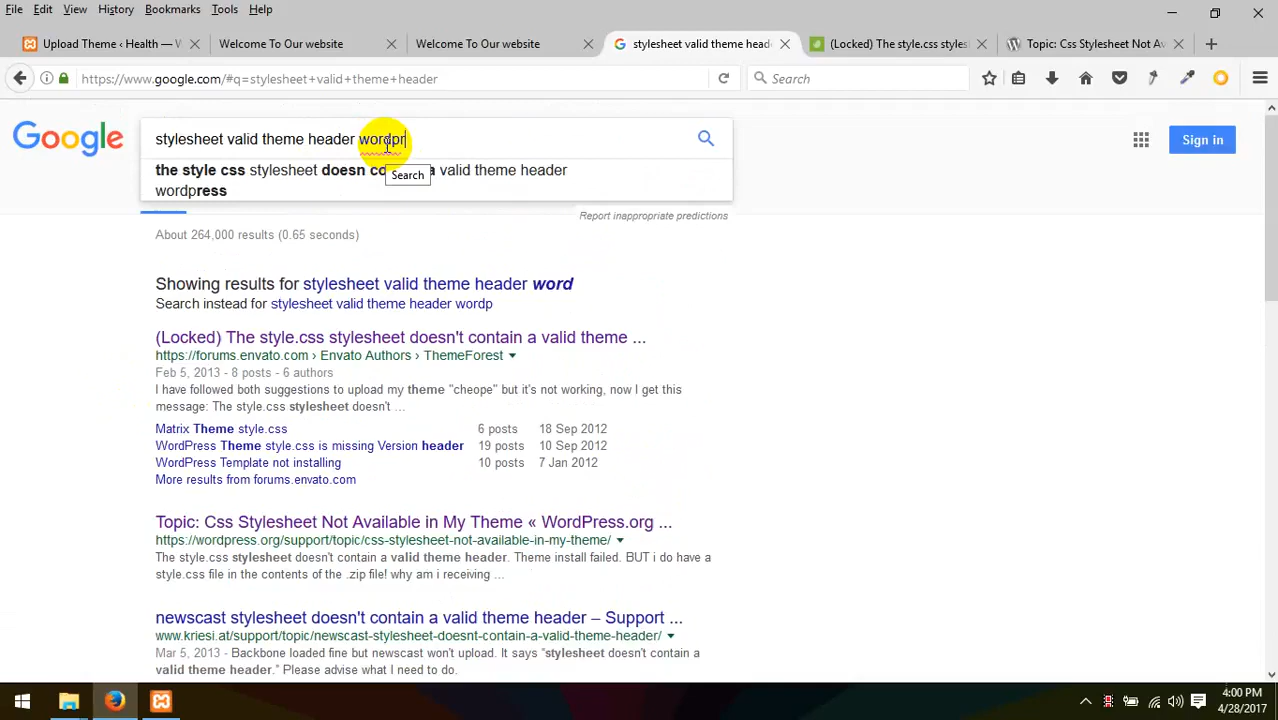 File Edit View History Bookmarks Tools Help
Upload Theme ‹ Health — W
Welcome To Our website
Welcome To Our website
stylesheet valid theme head
(Locked) The style.css styles
Topic: Css Stylesheet Not Av
https://www.google.com/#q=stylesheet+valid+theme+header
Search
Google
stylesheet valid theme header wordpr
Sign in
the style css stylesheet doesn co a valid theme header
wordpress
Search
Report inappropriate predictions
About 264,000 results (0.65 seconds)
Showing results for stylesheet valid theme header word
Search instead for stylesheet valid theme header wordp
(Locked) The style.css stylesheet doesn't contain a valid theme ...
https://forums.envato.com › Envato Authors › ThemeForest
Feb 5, 2013 - 8 posts - 6 authors
I have followed both suggestions to upload my theme "cheope" but it's not working, now I get this
message: The style.css stylesheet doesn't ...
Matrix Theme style.css 6 posts 18 Sep 2012
WordPress Theme style.css is missing Version header 19 posts 10 Sep 2012
WordPress Template not installing 10 posts 7 Jan 2012
More results from forums.envato.com
Topic: Css Stylesheet Not Available in My Theme « WordPress.org ...
https://wordpress.org/support/topic/css-stylesheet-not-available-in-my-theme/
The style.css stylesheet doesn't contain a valid theme header. Theme install failed. BUT i do have a
style.css file in the contents of the .zip file! why am i receiving ...
newscast stylesheet doesn't contain a valid theme header – Support ...
www.kriesi.at/support/topic/newscast-stylesheet-doesnt-contain-a-valid-theme-header/
Mar 5, 2013 - Backbone loaded fine but newscast won't upload. It says "stylesheet doesn't contain a
valid theme header." Please advise what I need to do.
4:00 PM
4/28/2017